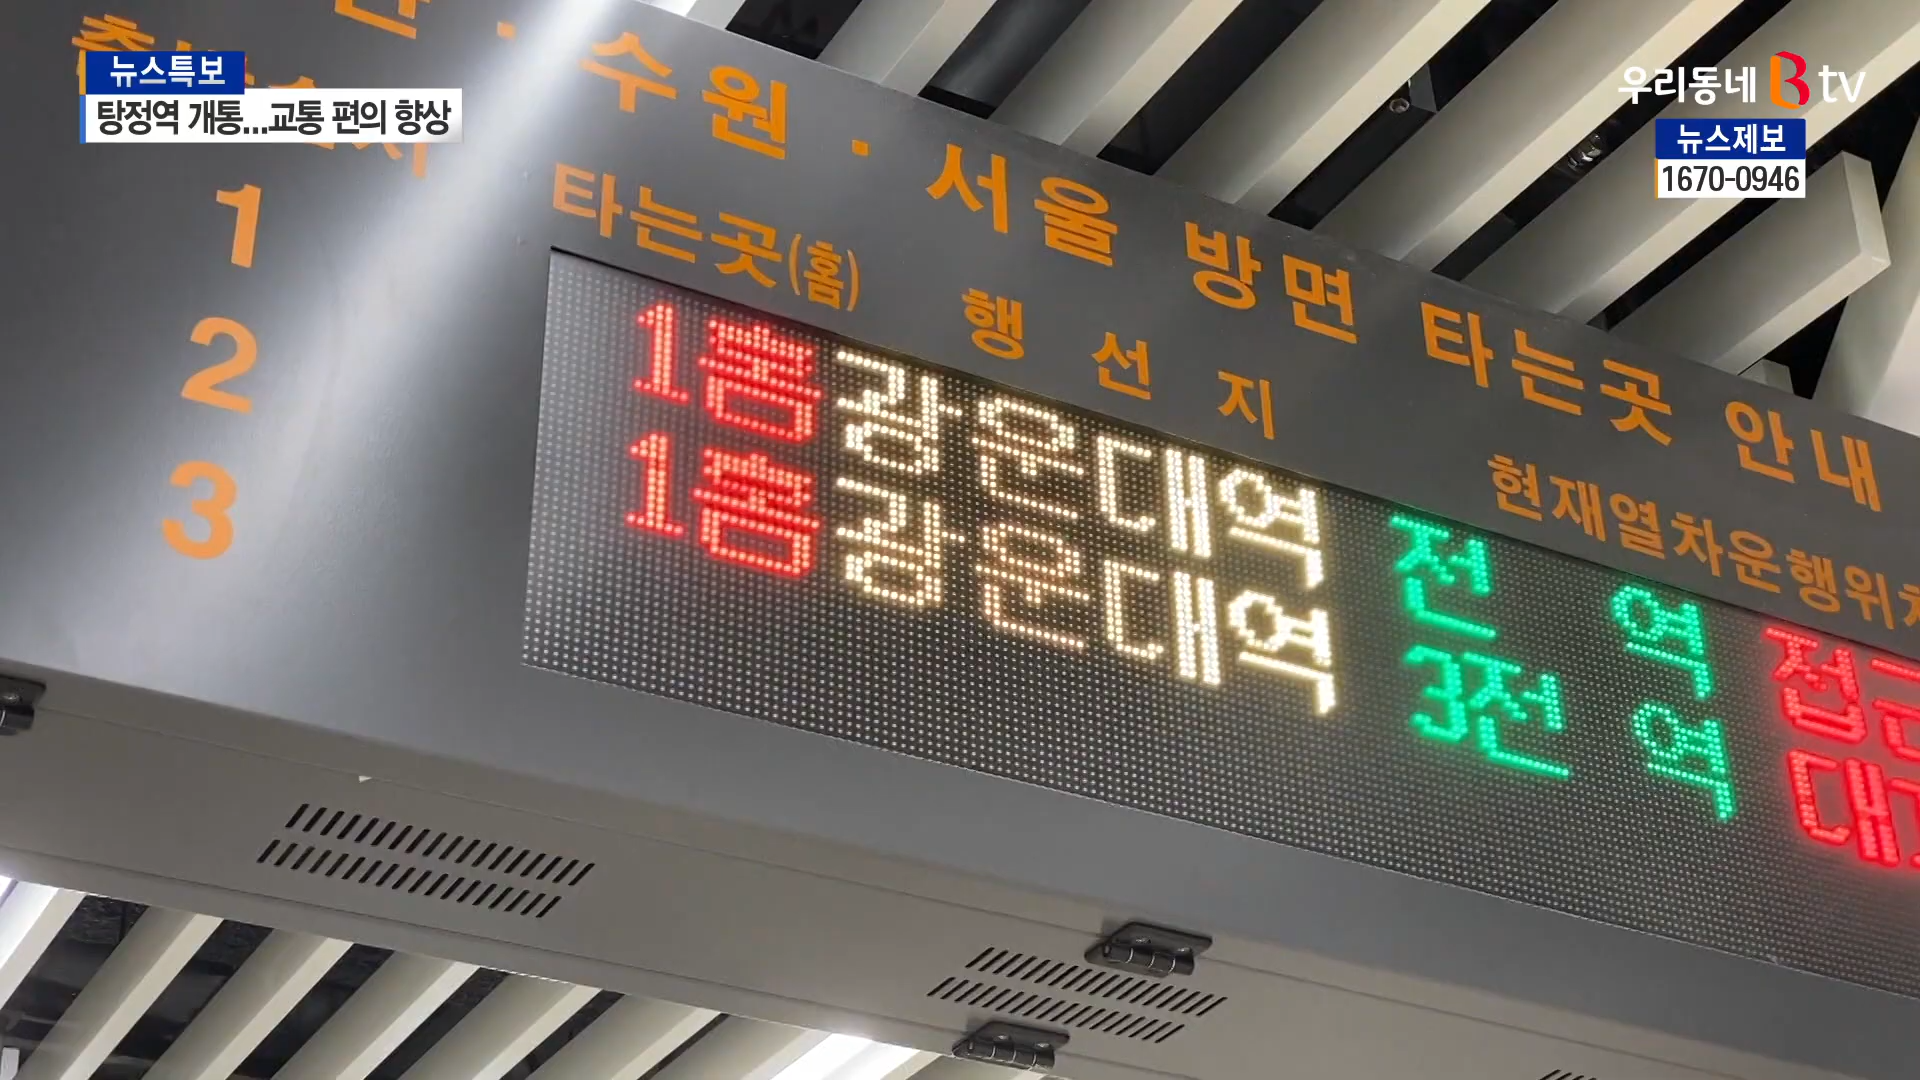 뉴스특보
탕정역 개통...교통 편의 향상
우리동네 B tv
뉴스제보
1670-0946
수원 · 서울 방면 타는곳 안내
타는곳(홈) 행선지 현재열차운행위치
1
2
3
1홈 광운대역 전역 접근
1홈 광운대역 3전역